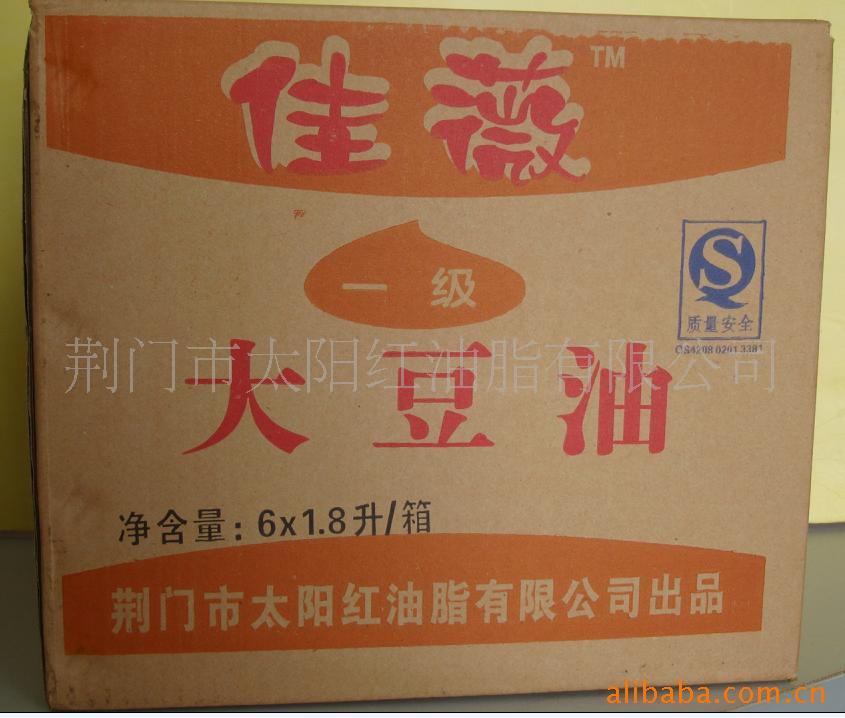 佳薇™
一级
质量安全
QS4208 0201 3381
荆门市太阳红油脂有限公司
大豆油
净含量: 6x1.8升/箱
荆门市太阳红油脂有限公司出品
alibaba.com.cn